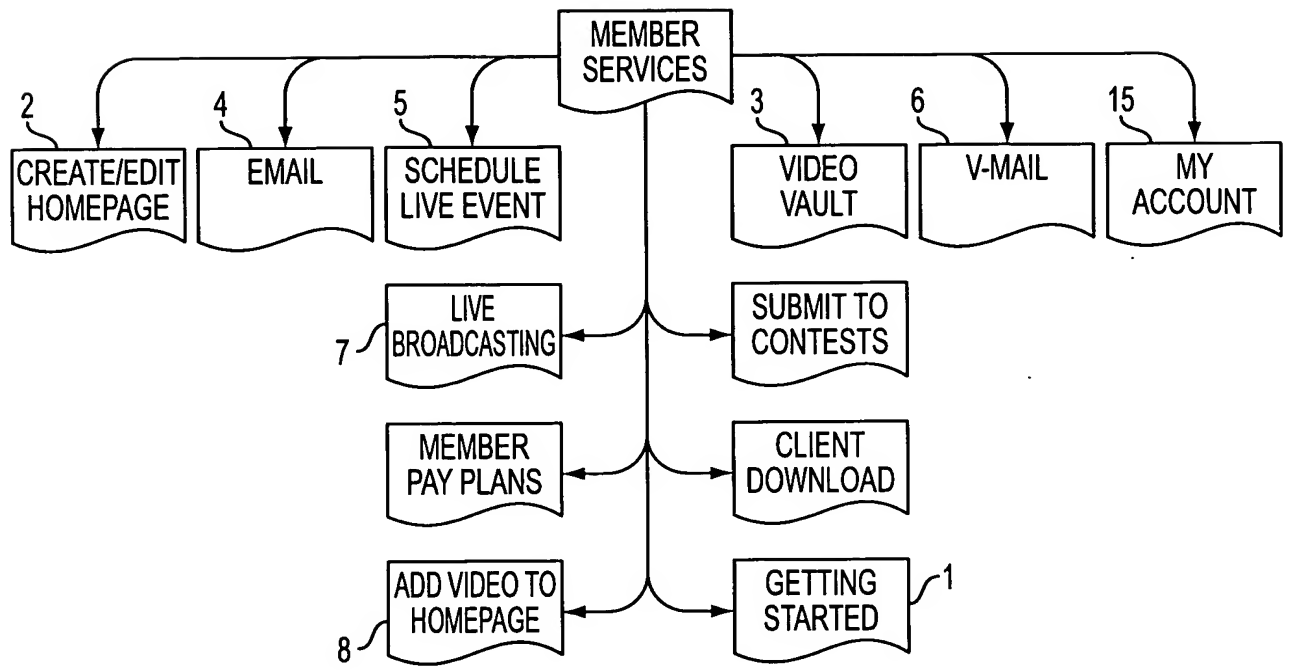 MEMBER
SERVICES
2
CREATE/EDIT
HOMEPAGE
4
EMAIL
5
SCHEDULE
LIVE EVENT
3
VIDEO
VAULT
6
V-MAIL
15
MY
ACCOUNT
7
LIVE
BROADCASTING
SUBMIT TO
CONTESTS
MEMBER
PAY PLANS
CLIENT
DOWNLOAD
8
ADD VIDEO TO
HOMEPAGE
GETTING
STARTED
1